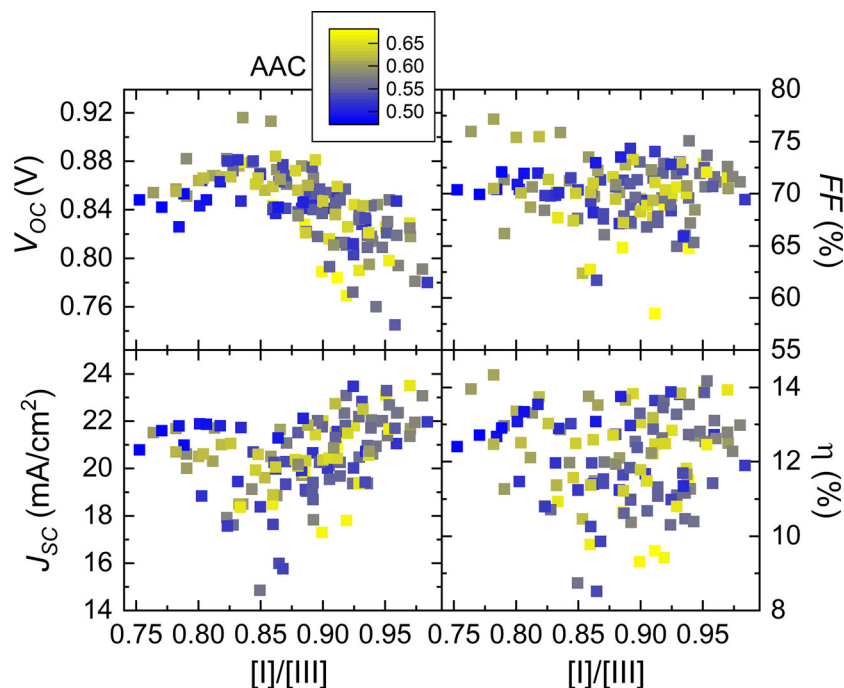 AAC
0.65
0.60
0.55
0.50
0.92
0.88
0.84
0.80
0.76
V_OC (V)
80
75
70
65
60
55
FF (%)
24
22
20
18
16
14
J_SC (mA/cm²)
14
12
10
8
η (%)
0.75 0.80 0.85 0.90 0.95
0.75 0.80 0.85 0.90 0.95
[I]/[III]
[I]/[III]